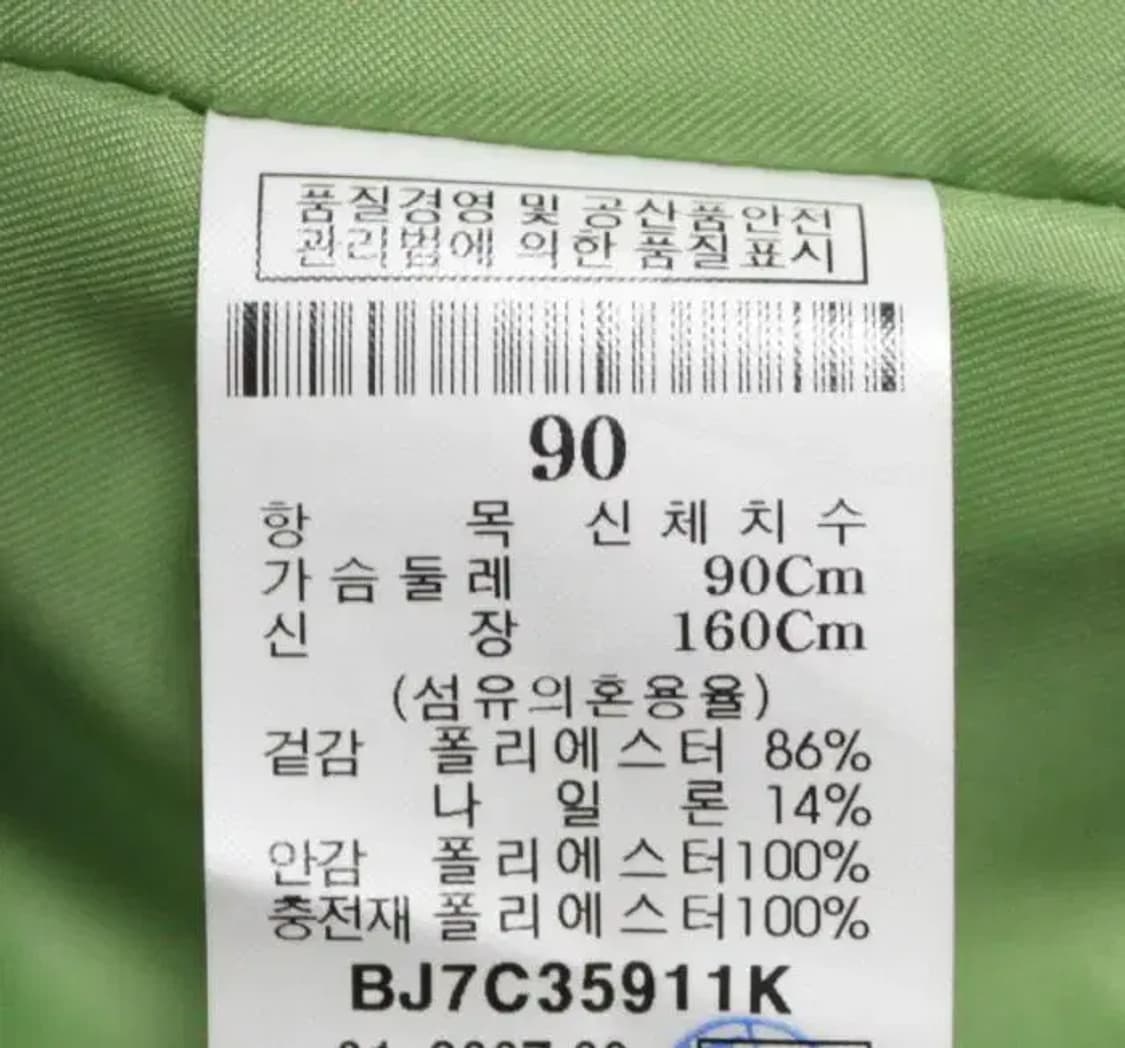 품질경영 및 공산품안전
관리법에 의한 품질표시
90
항 목 신 체 치 수
가 슴 둘 레 90Cm
신 장 160Cm
(섬유의혼용율)
겉감 폴리에스터 86%
나 일 론 14%
안감 폴리에스터100%
충전재 폴리에스터100%
BJ7C35911K